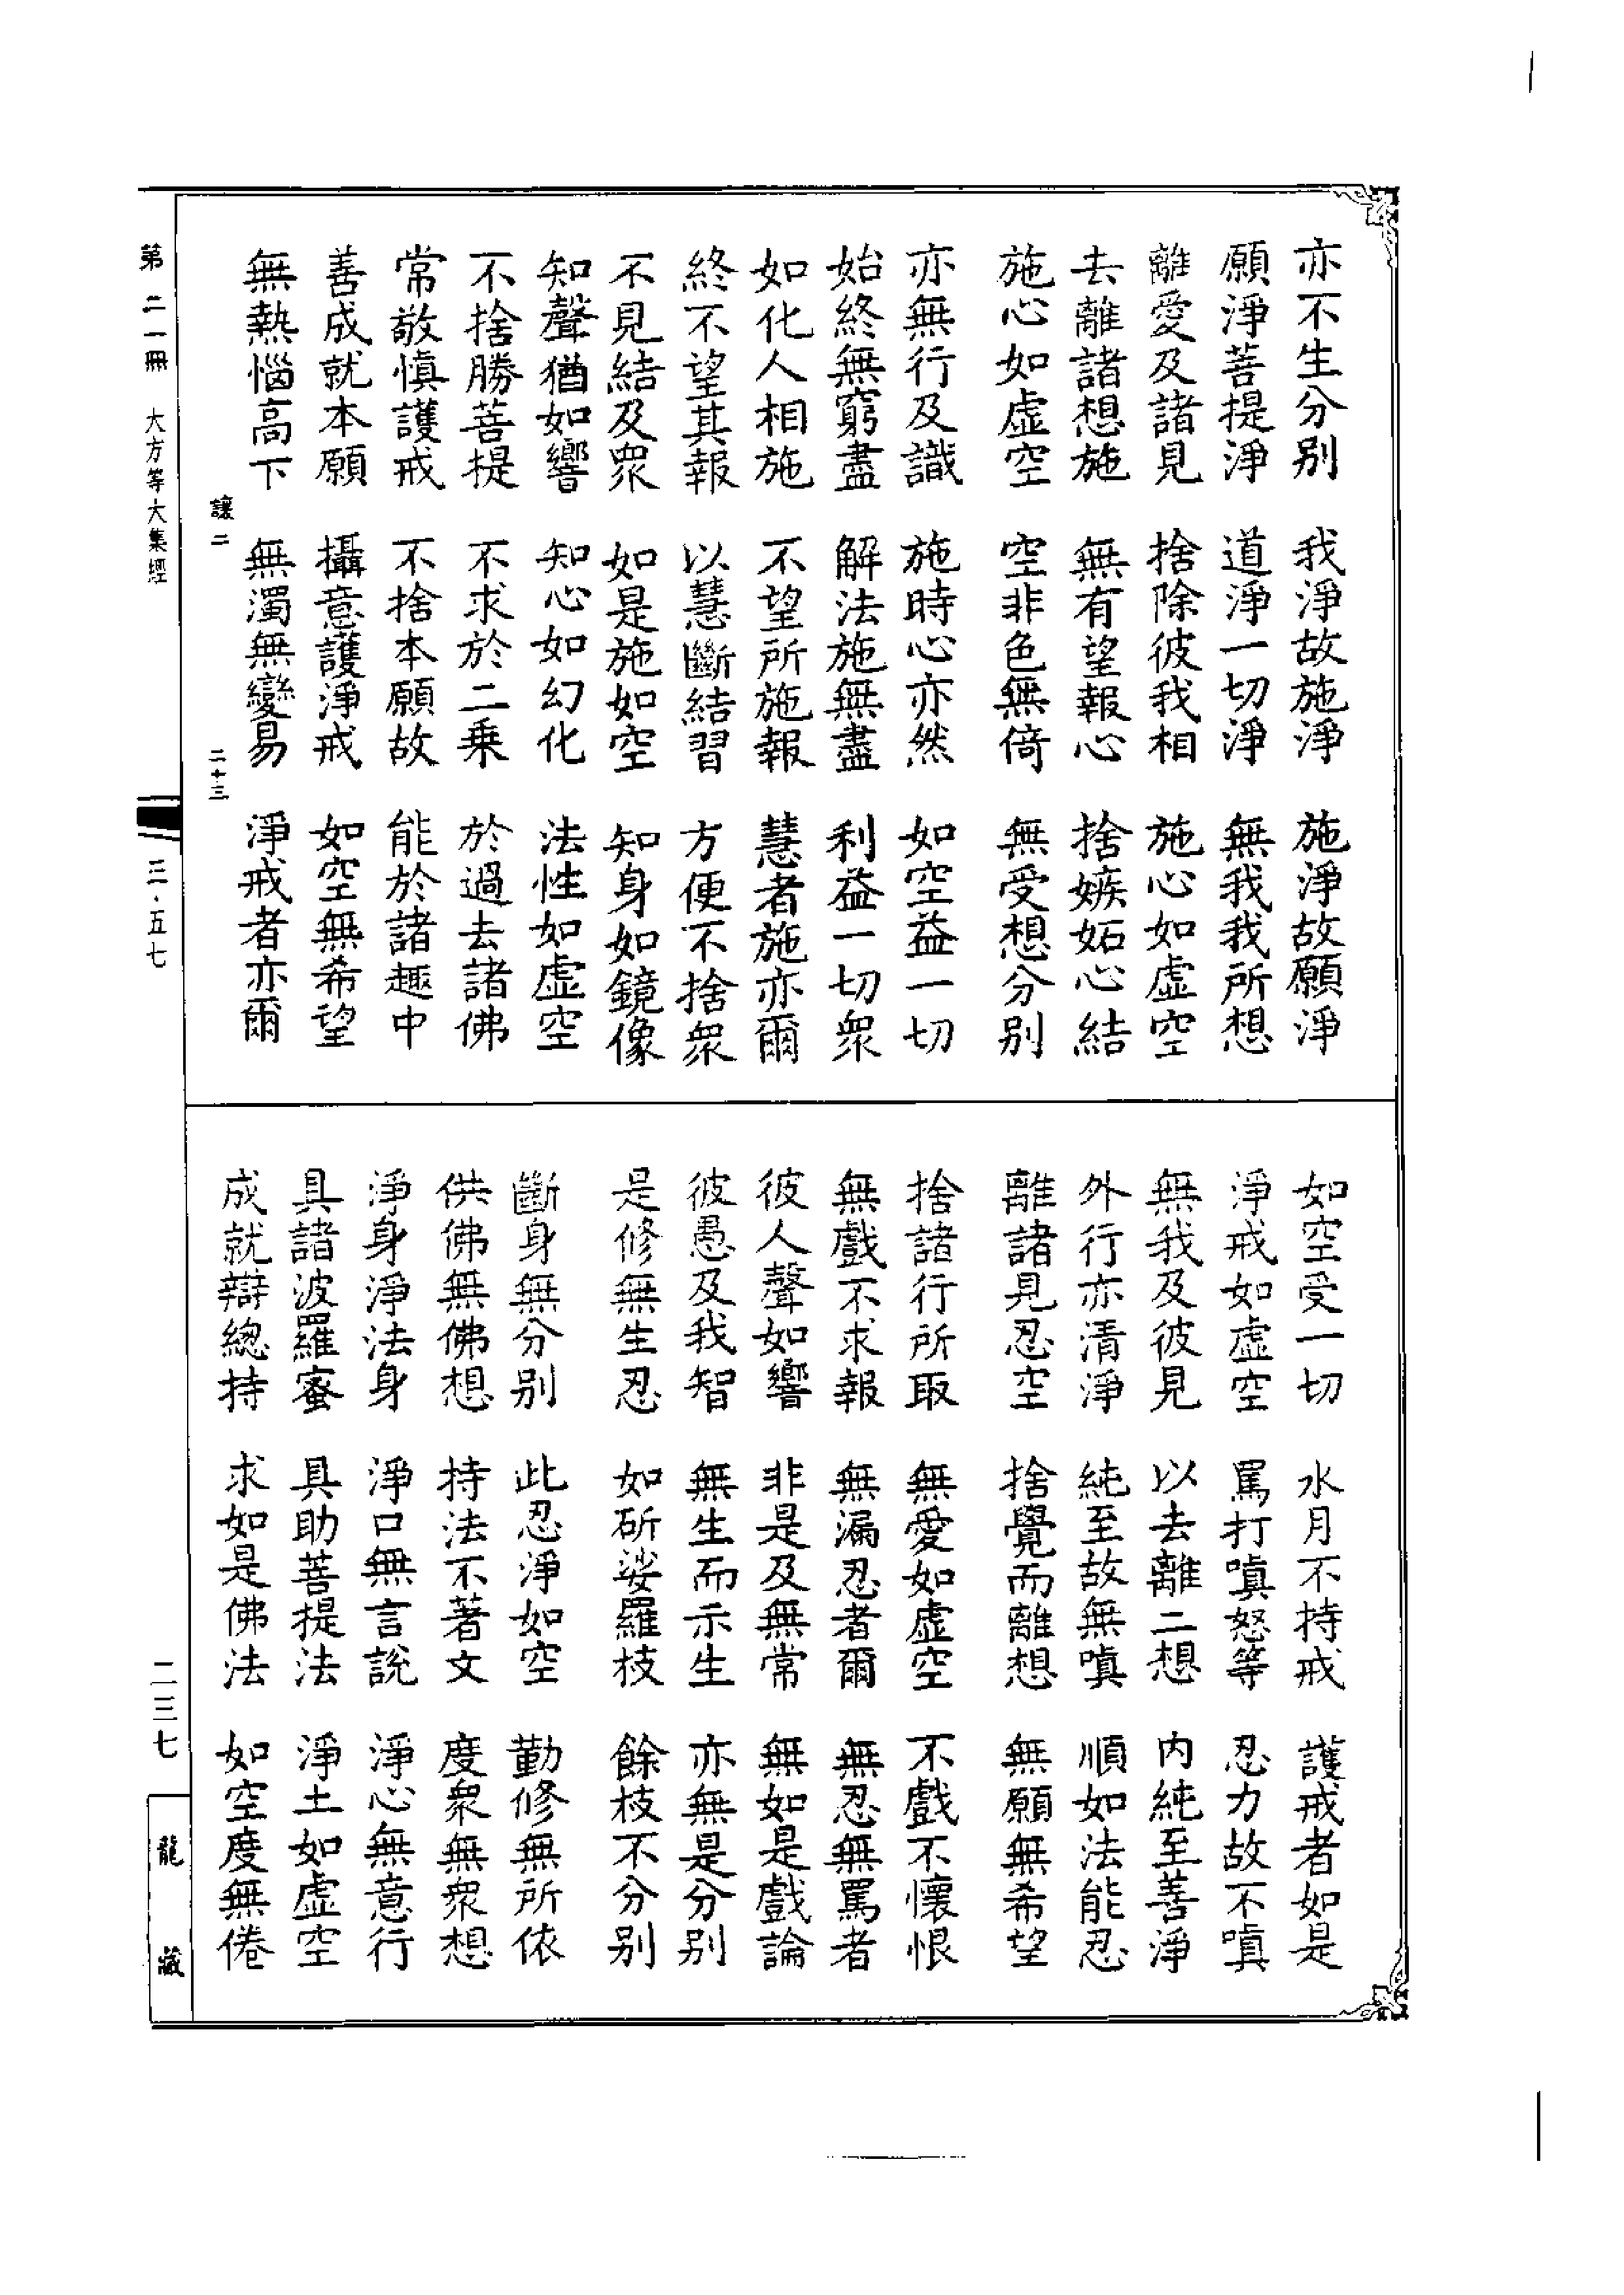 亦不生分别　我淨故施淨　施淨故願淨
願淨菩提淨　道淨一切淨　無我我所想
離愛及諸見　捨除彼我相　施心如虛空
去離諸想施　無有望報心　捨嫉妬心結
施心如虛空　空非色無倚　無受想分别
亦無行及識　施時心亦然　如空益一切
始終無窮盡　解法施無盡　利益一切眾
如化人相施　不望所施報　慧者施亦爾
終不望其報　以慧斷結習　方便不捨眾
不見結及眾　如是施如空　知身如鏡像
知聲猶如響　知心如幻化　法性如虛空
不捨勝菩提　不求於二乗　於過去諸佛
常敬慎護戒　不捨本願故　能於諸趣中
善成就本願　攝意護淨戒　如空無希望
無熱惱高下　無濁無變易　淨戒者亦爾
讓二　二十三
如空受一切　水月不持戒　護戒者如是
淨戒如虛空　罵打嗔怒等　忍力故不嗔
無我及彼見　以去離二想　内純至善淨
外行亦清淨　純至故無嗔　順如法能忍
離諸見忍空　捨覺而離想　無願無希望
捨諸行所取　無愛如虛空　不戲不懷恨
無戲不求報　無漏忍者爾　無忍無罵者
彼人聲如響　非是及無常　無如是戲論
彼愚及我智　無生而示生　亦無是分别
是修無生忍　如斫娑羅枝　餘枝不分别
斷身無分别　此忍淨如空　勤修無所依
供佛無佛想　持法不著文　度眾無眾想
淨身淨法身　淨口無言説　淨心無意行
具諸波羅蜜　具助菩提法　淨土如虛空
成就辯總持　求如是佛法　如空度無倦
第二一冊　大方等大集經　三·五七　二三七　龍藏